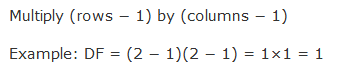 Multiply (rows − 1) by (columns − 1)
Example: DF = (2 − 1)(2 − 1) = 1×1 = 1